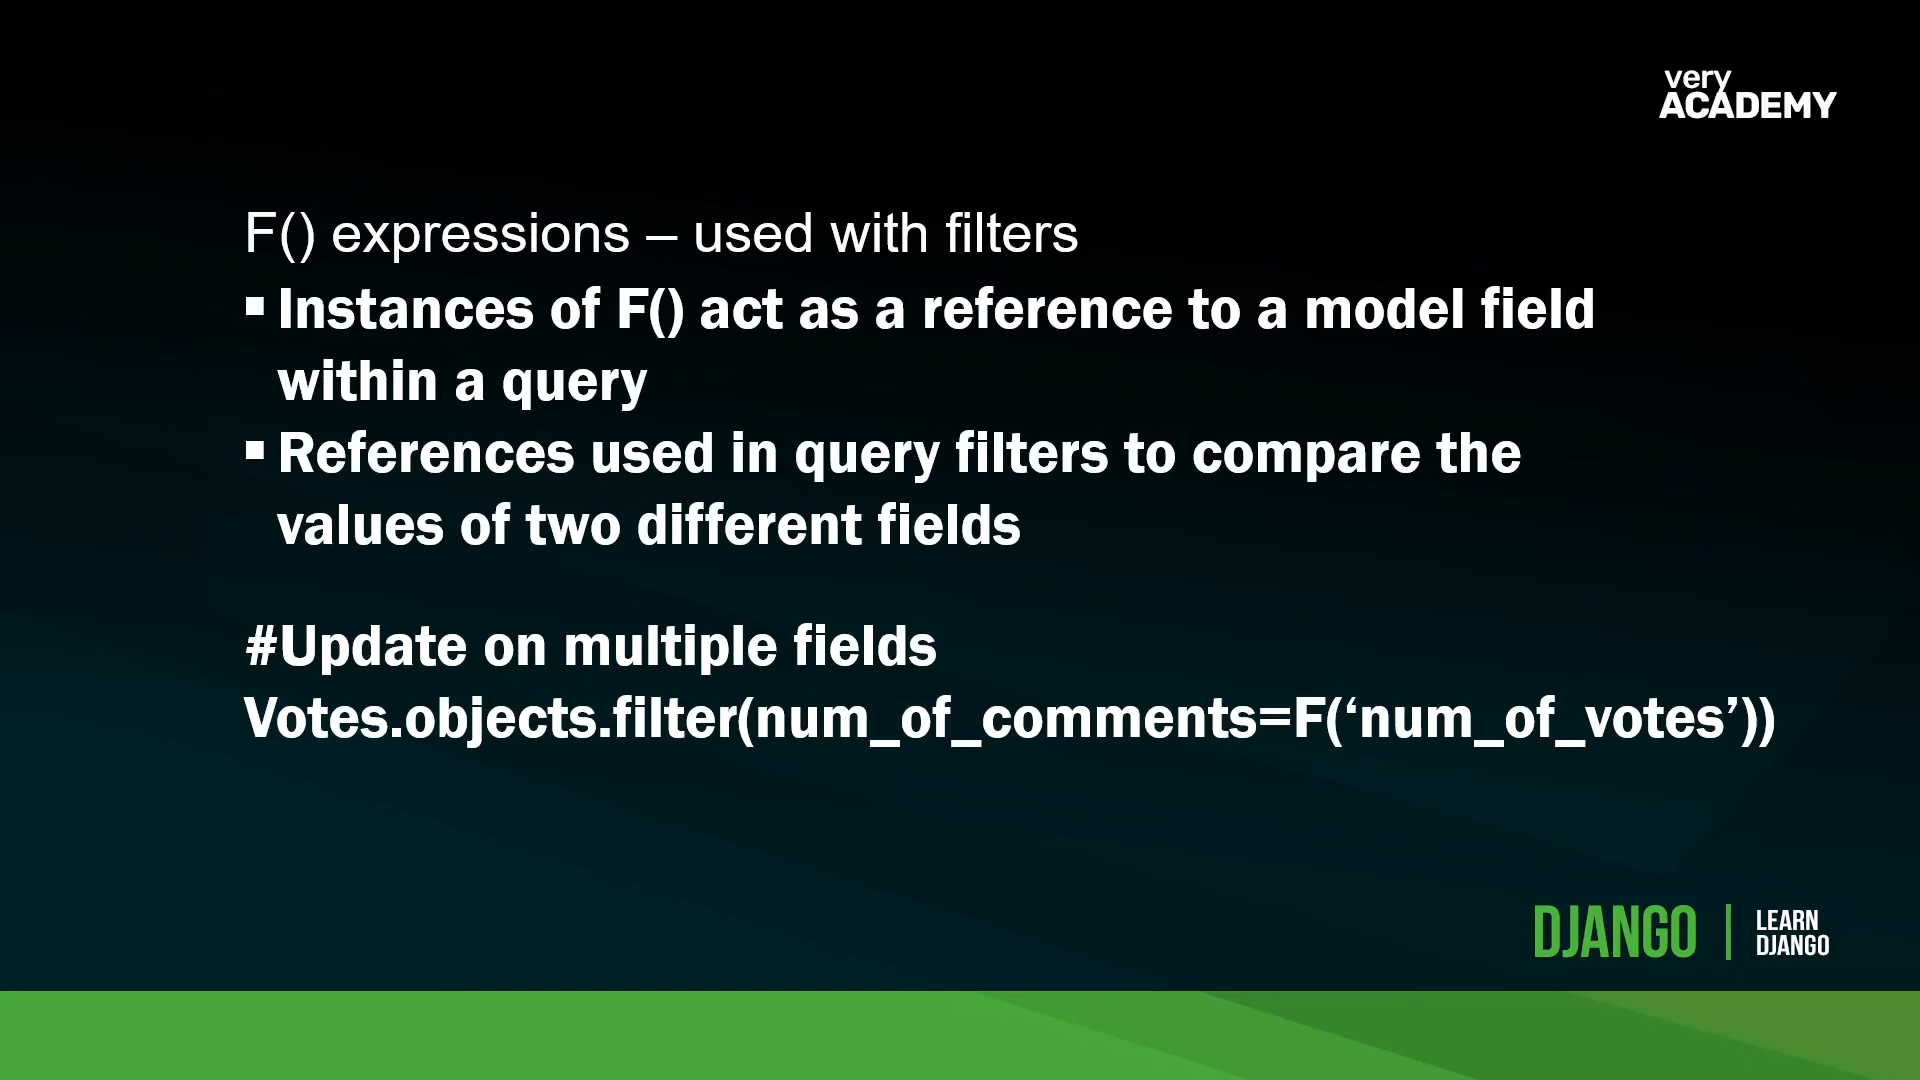 very
ACADEMY
F() expressions – used with filters
▪ Instances of F() act as a reference to a model field
within a query
▪ References used in query filters to compare the
values of two different fields
#Update on multiple fields
Votes.objects.filter(num_of_comments=F(‘num_of_votes’))
DJANGO
LEARN
DJANGO